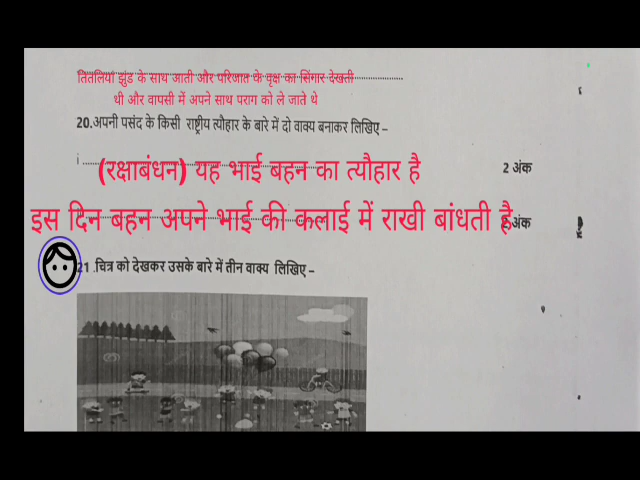 तितलियां झुंड के साथ आती और परिजात के वृक्ष का सिंगार देखती
थी और वापसी में अपने साथ पराग को ले जाते थे
20.अपनी पसंद के किसी राष्ट्रीय त्यौहार के बारे में दो वाक्य बनाकर लिखिए –
i (रक्षाबंधन) यह भाई बहन का त्यौहार है 2 अंक
इस दिन बहन अपने भाई की कलाई में राखी बांधती है अंक
21 .चित्र को देखकर उसके बारे में तीन वाक्य लिखिए –